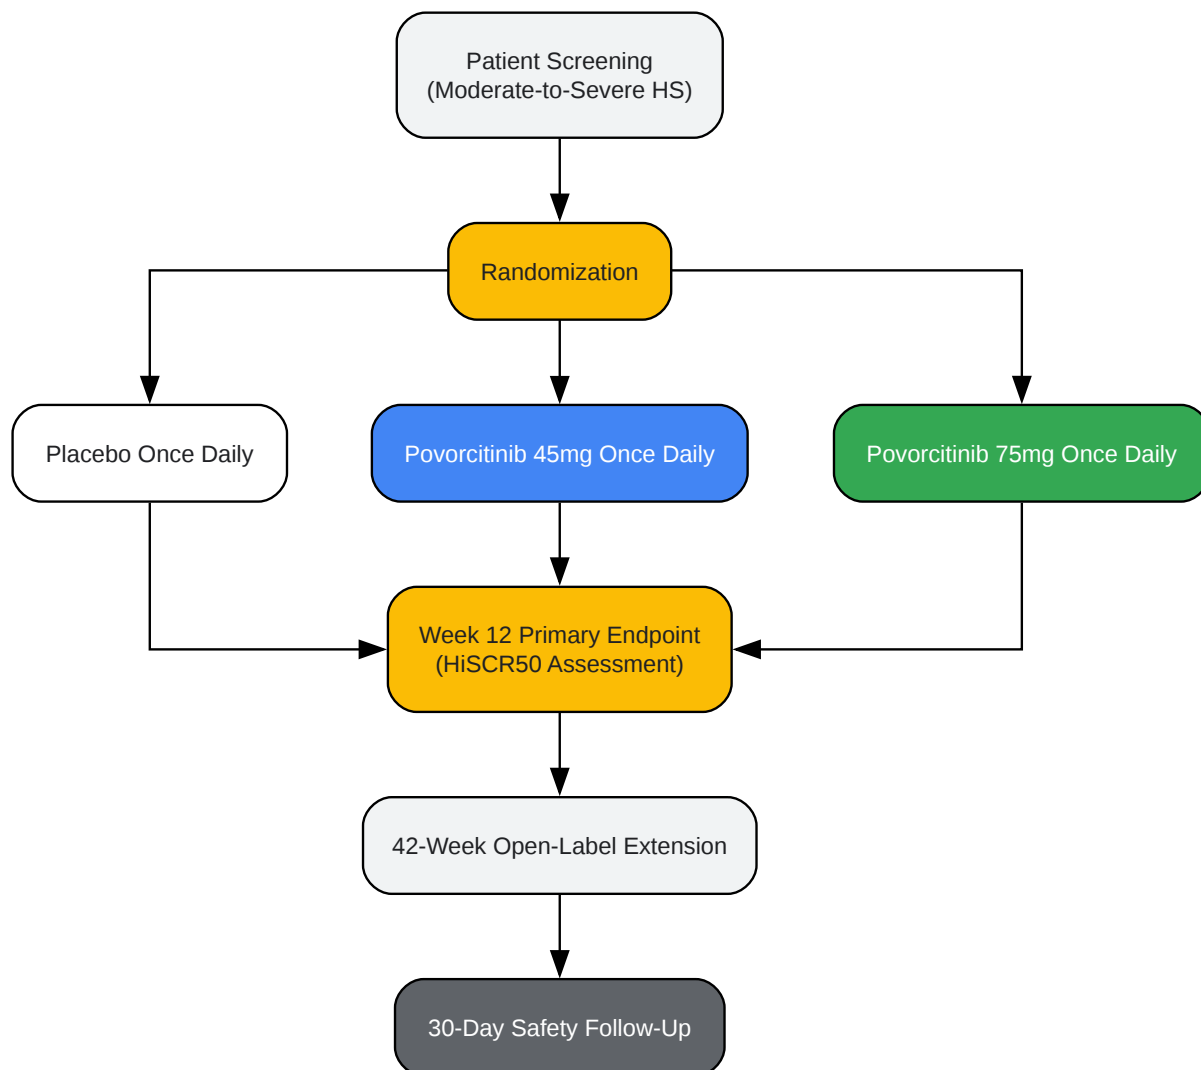 Patient Screening
(Moderate-to-Severe HS)
Randomization
Placebo Once Daily
Povorcitinib 45mg Once Daily
Povorcitinib 75mg Once Daily
Week 12 Primary Endpoint
(HiSCR50 Assessment)
42-Week Open-Label Extension
30-Day Safety Follow-Up